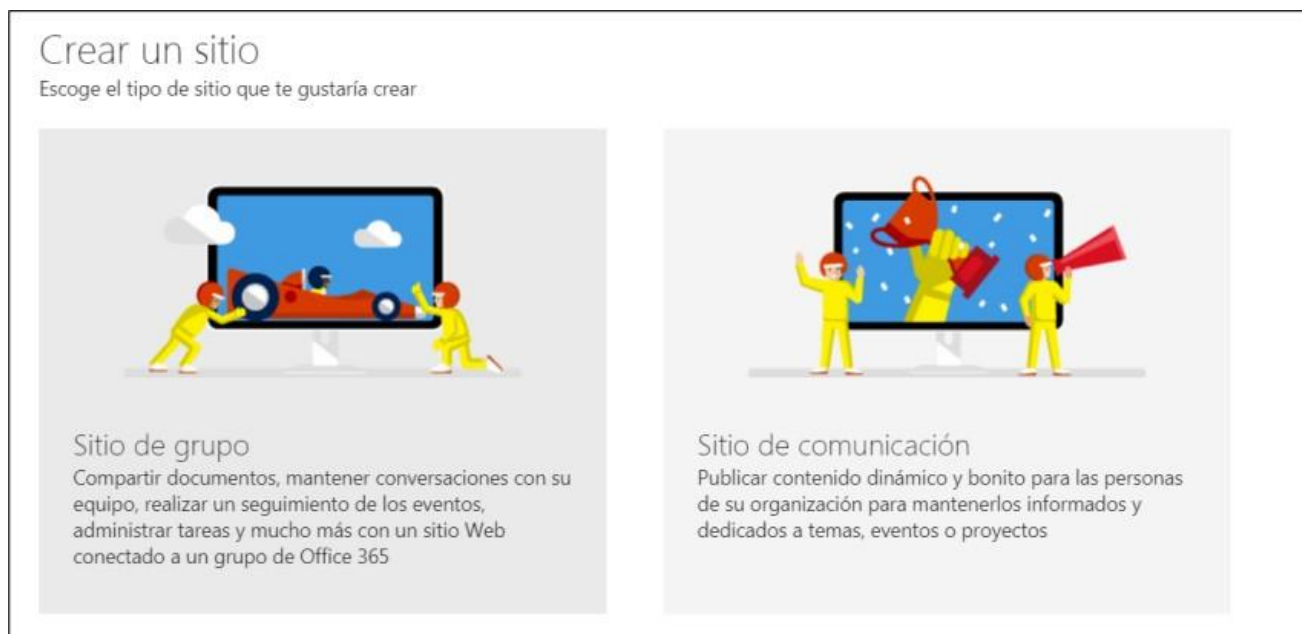 Crear un sitio
Escoge el tipo de sitio que te gustaría crear
Sitio de grupo
Compartir documentos, mantener conversaciones con su
equipo, realizar un seguimiento de los eventos,
administrar tareas y mucho más con un sitio Web
conectado a un grupo de Office 365
Sitio de comunicación
Publicar contenido dinámico y bonito para las personas
de su organización para mantenerlos informados y
dedicados a temas, eventos o proyectos